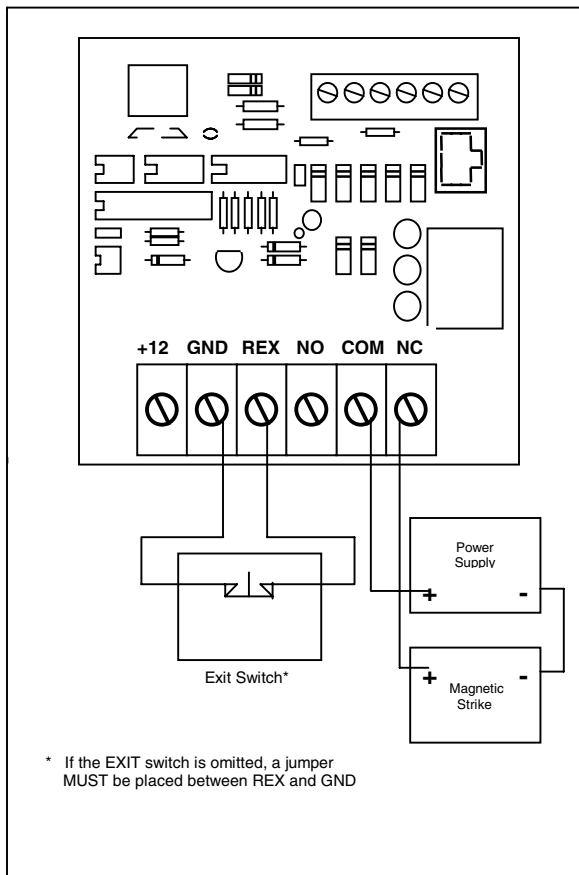 +12 GND REX NO COM NC
Power
Supply
+ -
+ -
Magnetic
Strike
Exit Switch*
* If the EXIT switch is omitted, a jumper
MUST be placed between REX and GND